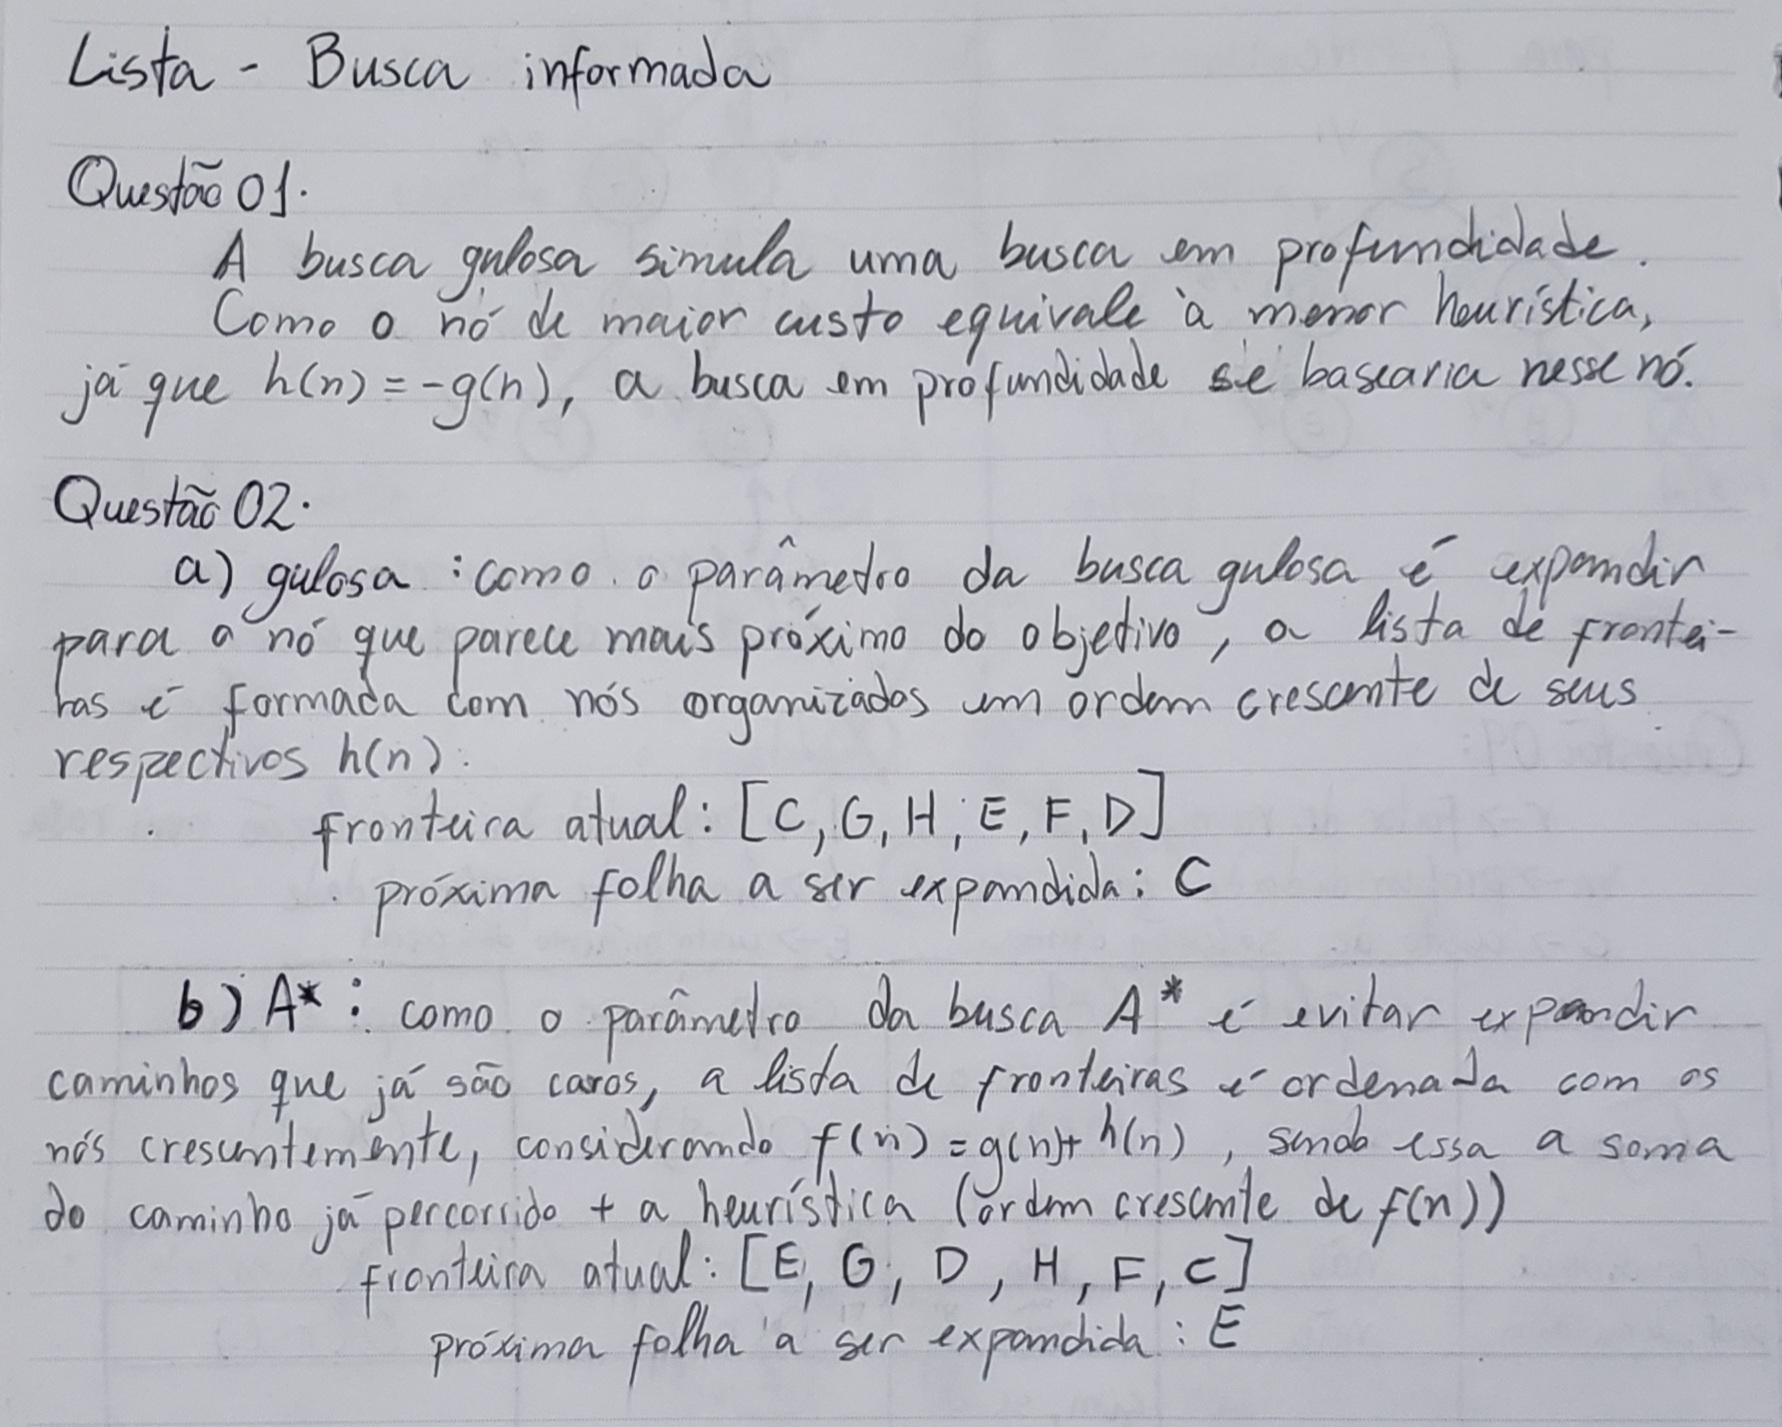 Lista - Busca informada
Questão 01.
A busca gulosa simula uma busca em profundidade.
Como o nó de maior custo equivale à menor heurística,
já que h(n) = -g(n), a busca em profundidade se basearia nesse nó.
Questão 02.
a) gulosa : como o parâmetro da busca gulosa é expandir
para o nó que parece mais próximo do objetivo, a lista de frontei-
ras é formada com nós organizados em ordem crescente de seus
respectivos h(n).
fronteira atual: [C, G, H, E, F, D]
próxima folha a ser expandida: C
b) A* : como o parâmetro da busca A* é evitar expandir
caminhos que já são caros, a lista de fronteiras é ordenada com os
nós crescentemente, considerando f(n) = g(n) + h(n), sendo essa a soma
do caminho já percorrido + a heurística (ordem crescente de f(n))
fronteira atual: [E, G, D, H, F, C]
próxima folha a ser expandida : E